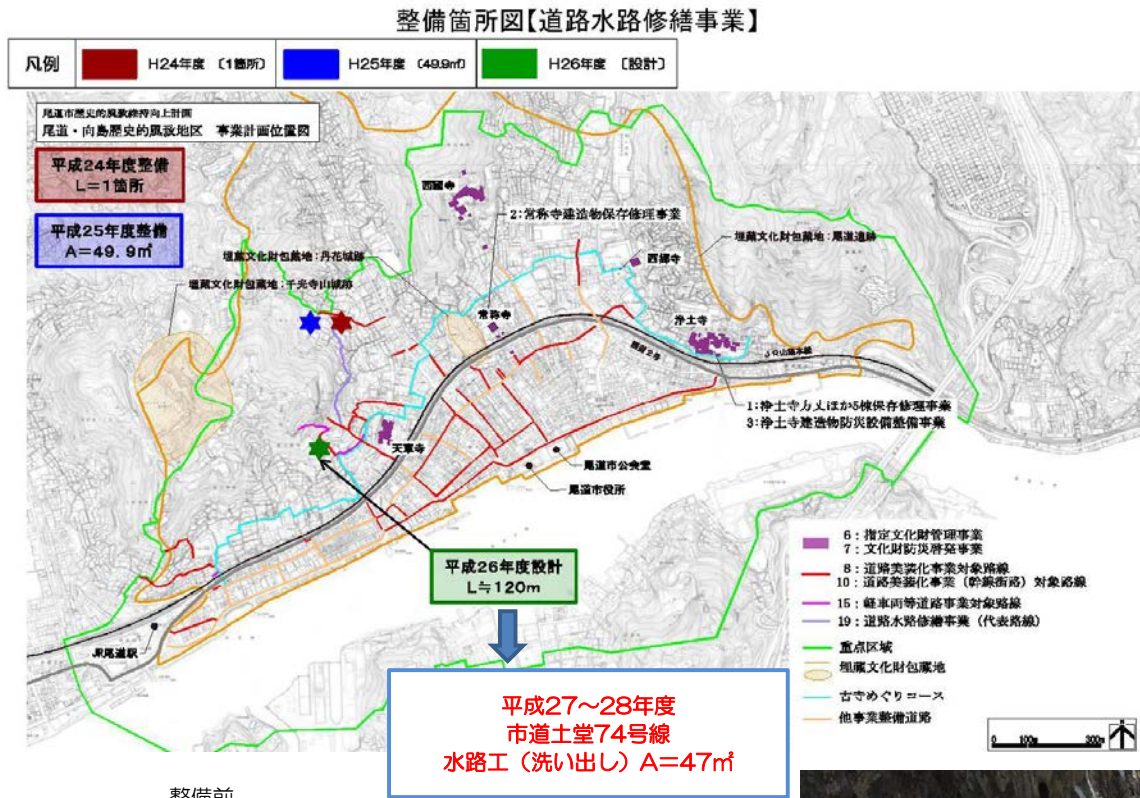 整備箇所図【道路水路修繕事業】
凡例
H24年度 〔1箇所〕
H25年度 〔49.9㎡〕
H26年度 〔設計〕
尾道市歴史的風致維持向上計画
尾道・向島歴史的風致地区 事業計画位置図
平成24年度整備
L=1箇所
平成25年度整備
A=49.9㎡
西國寺
2:常称寺建造物保存修理事業
埋蔵文化財包蔵地:尾道遺跡
埋蔵文化財包蔵地:丹花城跡
西郷寺
埋蔵文化財包蔵地:千光寺山城跡
常称寺
浄土寺
国道2号
JR山陽本線
1:浄土寺方丈ほか5棟保存修理事業
3:浄土寺建造物防災設備整備事業
天寧寺
尾道市公会堂
尾道市役所
平成26年度設計
L≒120m
6:指定文化財管理事業
7:文化財防災啓発事業
8:道路美装化事業対象路線
10:道路美装化事業(幹線街路)対象路線
15:軽車両等道路事業対象路線
19:道路水路修繕事業(代表路線)
重点区域
埋蔵文化財包蔵地
古寺めぐりコース
他事業整備道路
JR尾道駅
平成27~28年度
市道土堂74号線
水路工(洗い出し)A=47㎡
0 100m 300m
整備前